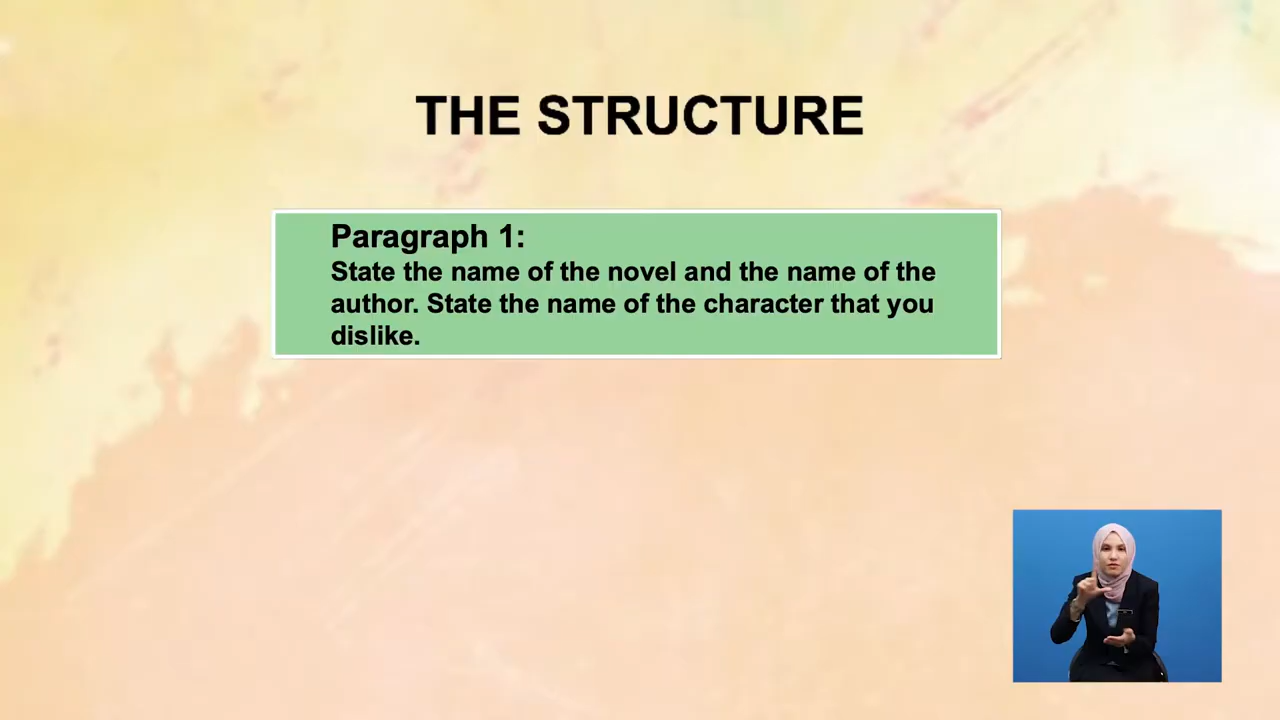 THE STRUCTURE
Paragraph 1:
State the name of the novel and the name of the
author. State the name of the character that you
dislike.